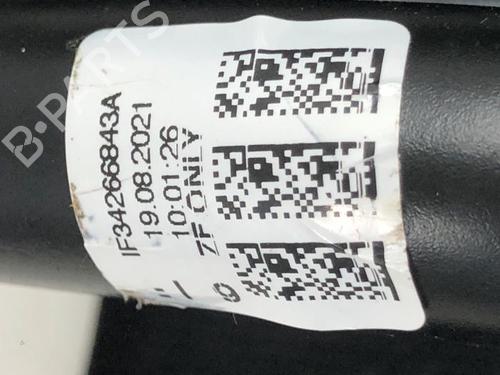 IF34266843A
19.08.2021
10:01:26
ZF ONLY
B-PARTS